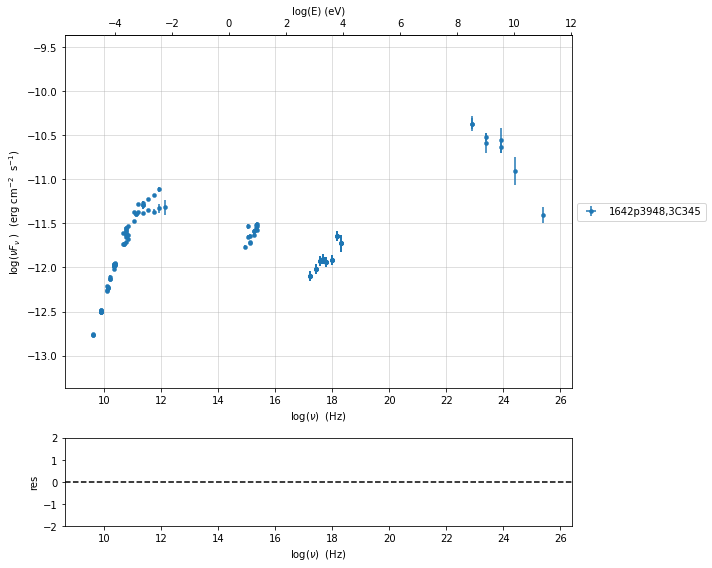 log(E) (eV)
−4 −2 0 2 4 6 8 10 12
−9.5
−10.0
−10.5
−11.0
−11.5
−12.0
−12.5
−13.0
log(νFν ) (erg cm−2 s−1)
1642p3948,3C345
10 12 14 16 18 20 22 24 26
log(ν) (Hz)
2
1
0
−1
−2
res
10 12 14 16 18 20 22 24 26
log(ν) (Hz)